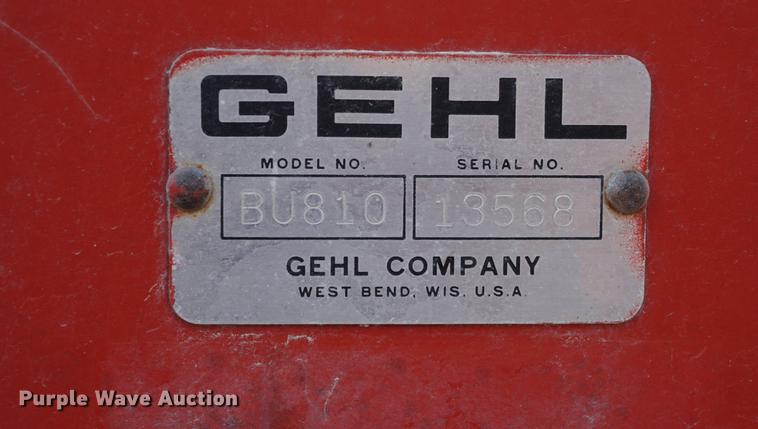 GEHL
MODEL NO. SERIAL NO.
BU810 13568
GEHL COMPANY
WEST BEND, WIS. U.S.A.
Purple Wave Auction